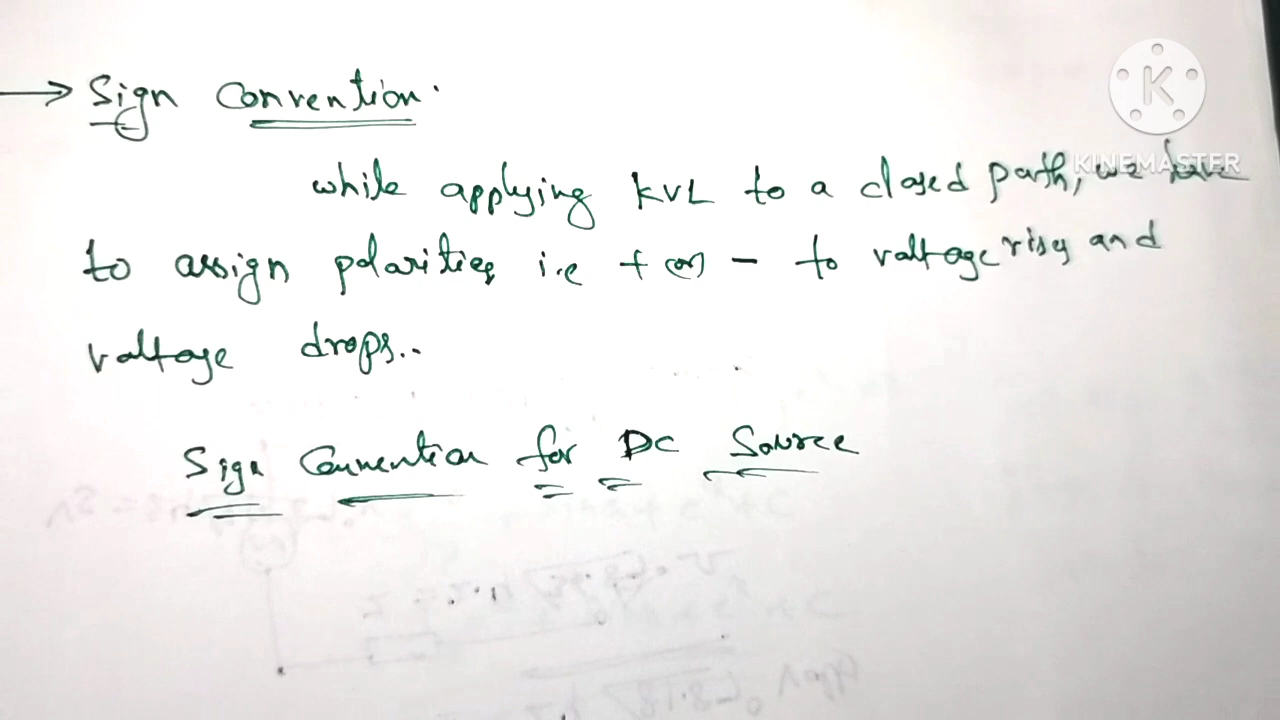 → Sign Convention.
K
KINEMASTER
while applying KVL to a closed path, we have
to assign polarities i.e + (or) - to voltage rises and
voltage drops..
Sign Convention for DC Source